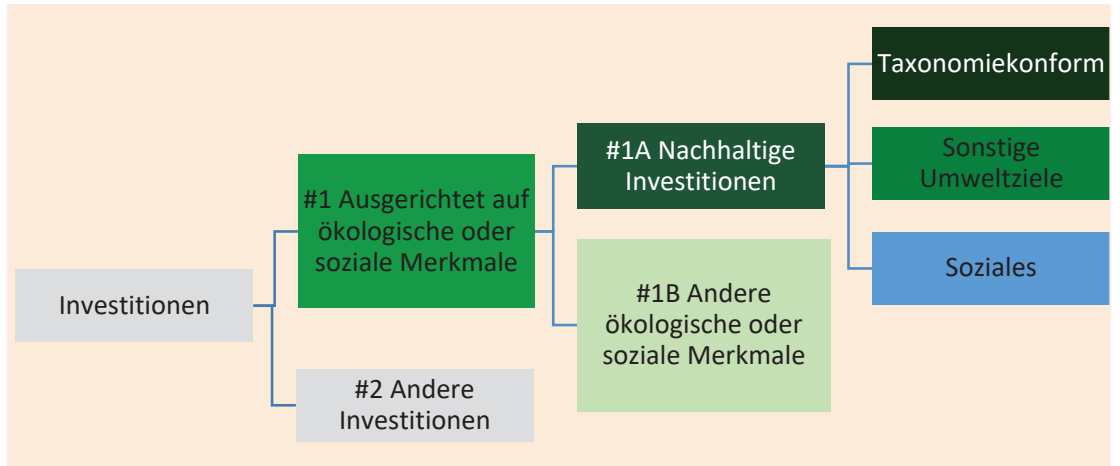 Investitionen
#1 Ausgerichtet auf
ökologische oder
soziale Merkmale
#2 Andere
Investitionen
#1A Nachhaltige
Investitionen
#1B Andere
ökologische oder
soziale Merkmale
Taxonomiekonform
Sonstige
Umweltziele
Soziales